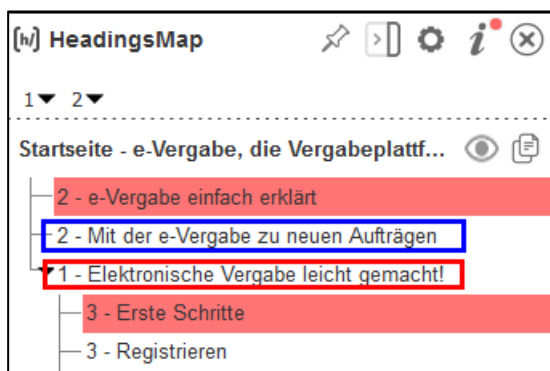 [h/] HeadingsMap
1 2
Startseite - e-Vergabe, die Vergabeplattf...
2 - e-Vergabe einfach erklärt
2 - Mit der e-Vergabe zu neuen Aufträgen
1 - Elektronische Vergabe leicht gemacht!
3 - Erste Schritte
3 - Registrieren